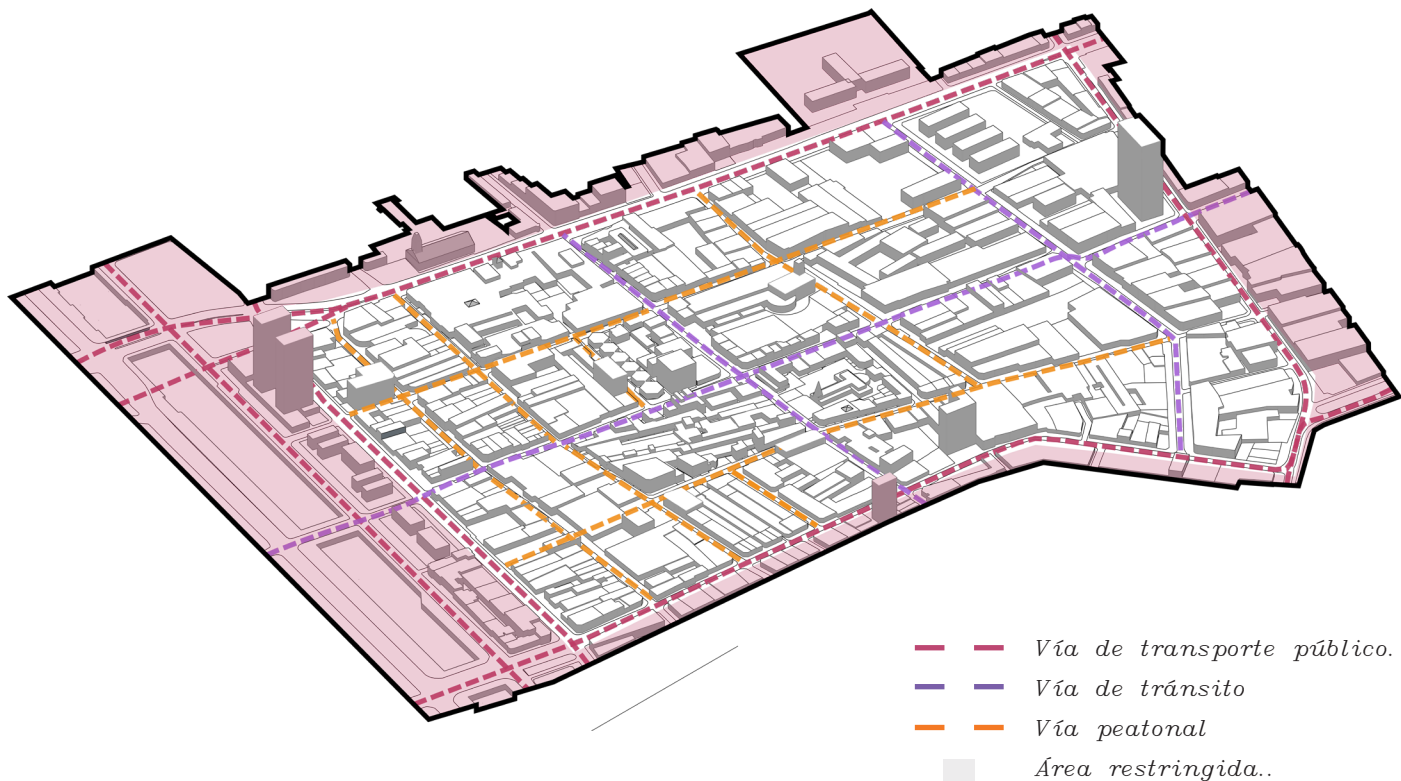 Vía de transporte público.
Vía de tránsito
Vía peatonal
Área restringida..